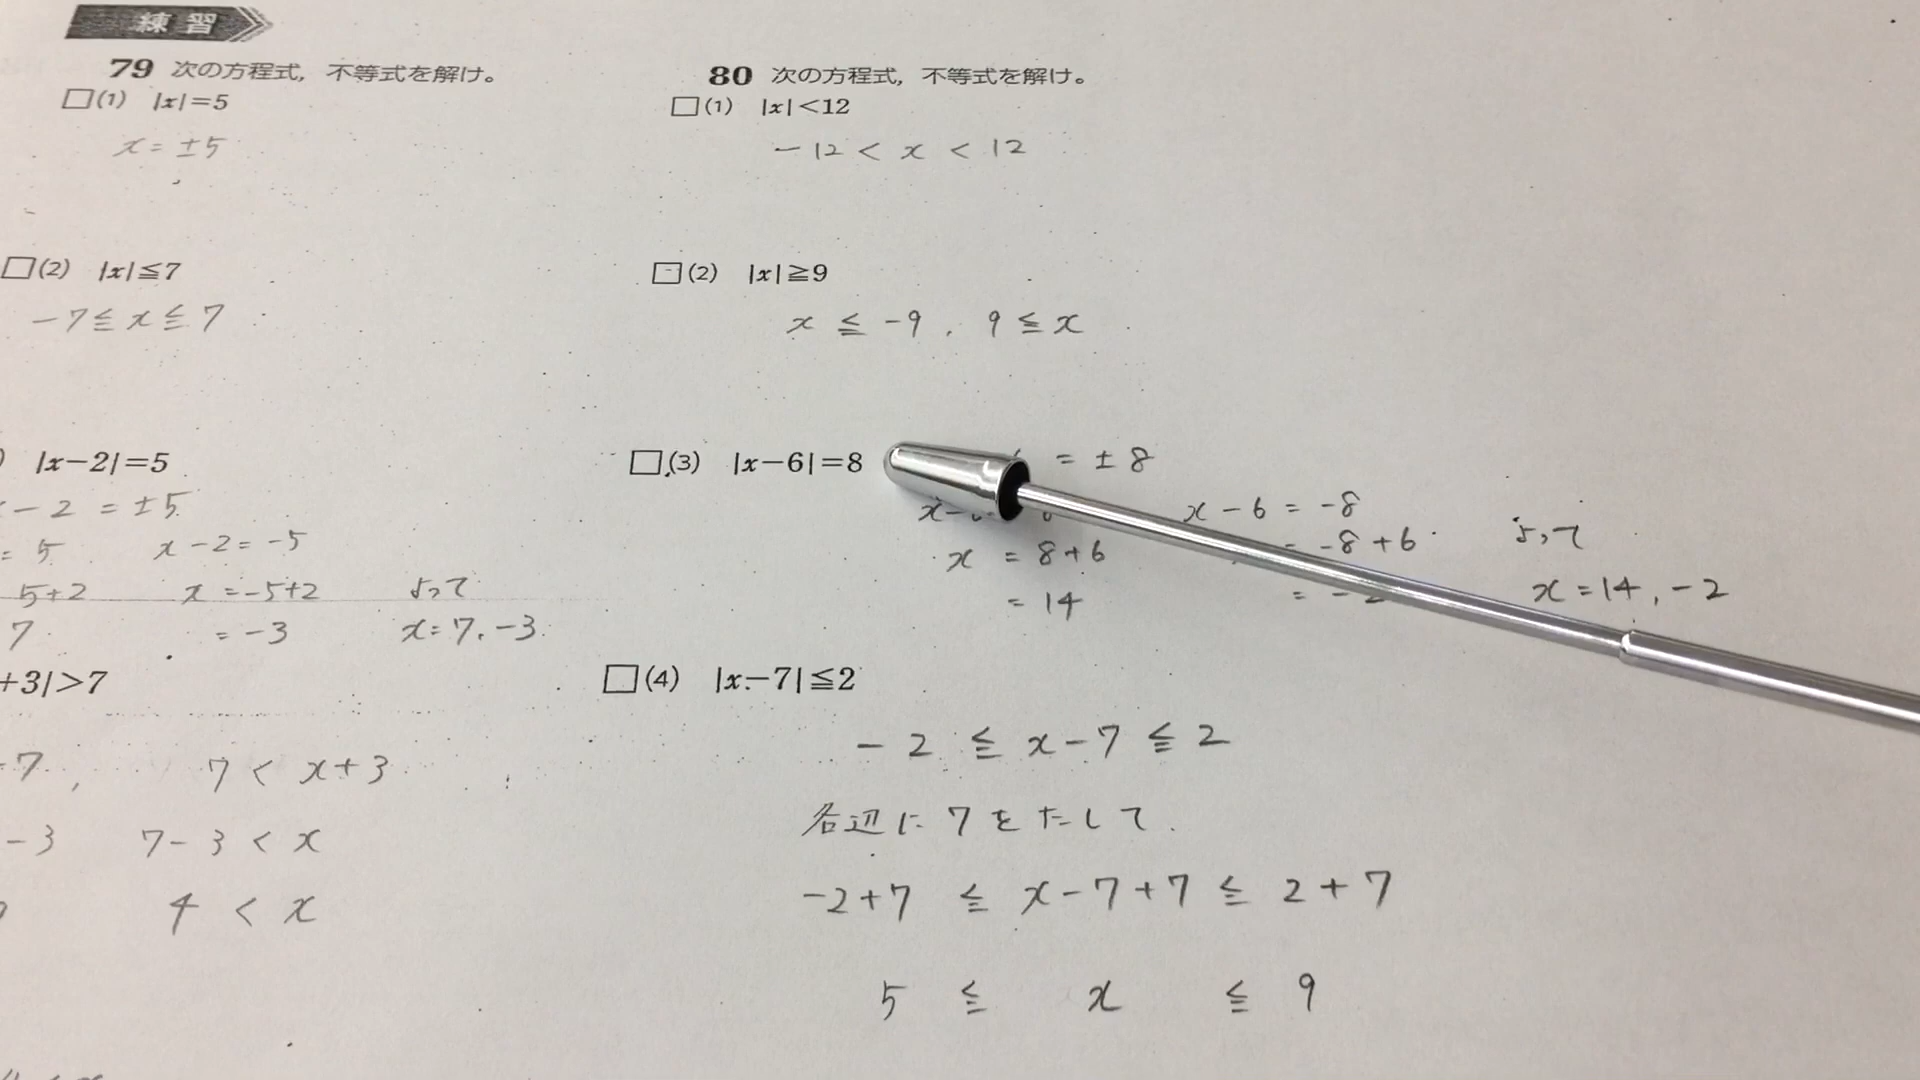 練習
79 次の方程式，不等式を解け。
□(1) |x|=5
x = ±5
□(2) |x|≦7
-7 ≦ x ≦ 7
|x-2|=5
-2 = ±5
= 5 x-2 = -5
5+2 x = -5+2 よって
7 = -3 x = 7, -3
+3|>7
-7, 7 < x+3
-3 7-3 < x
4 < x
80 次の方程式，不等式を解け。
□(1) |x|<12
-12 < x < 12
□(2) |x|≧9
x ≦ -9, 9 ≦ x
□(3) |x-6|=8 = ±8
x- x-6 = -8
x = 8+6 = -8+6 よって
= 14 = -2 x = 14, -2
□(4) |x-7|≦2
-2 ≦ x-7 ≦ 2
各辺に7をたして
-2+7 ≦ x-7+7 ≦ 2+7
5 ≦ x ≦ 9